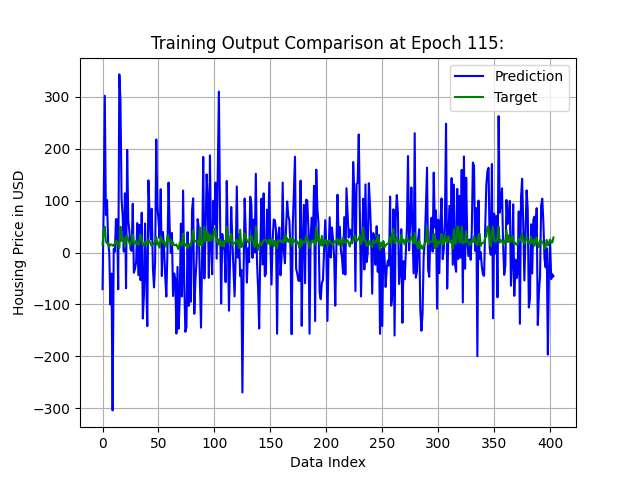 Training Output Comparison at Epoch 115:
Prediction
Target
Housing Price in USD
300
200
100
0
−100
−200
−300
0 50 100 150 200 250 300 350 400
Data Index